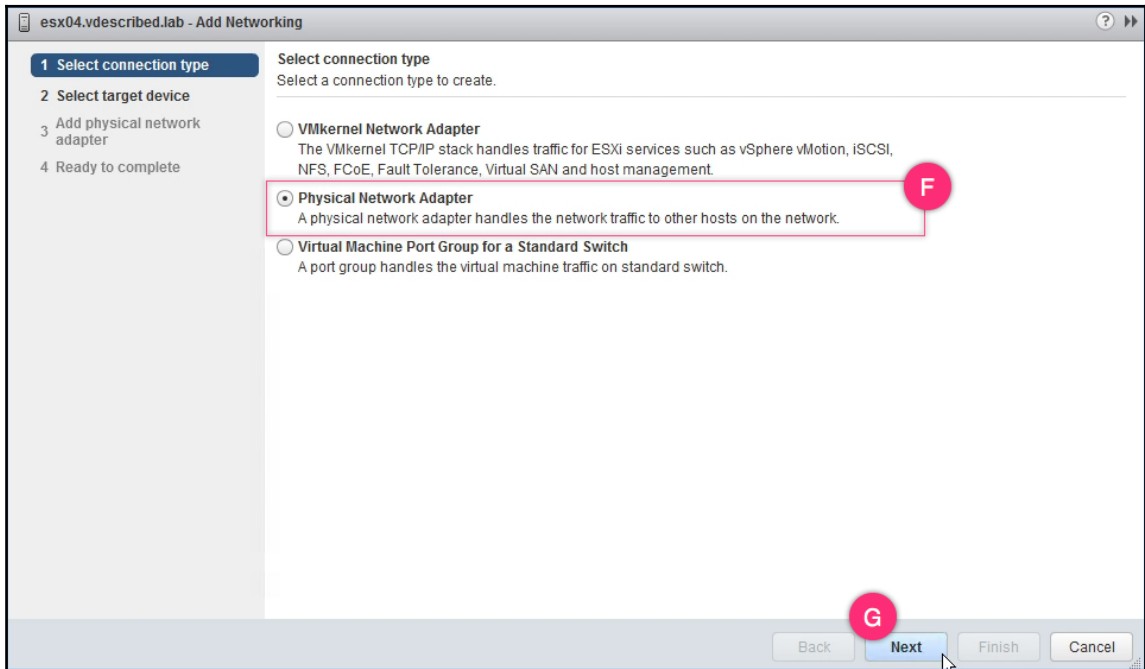 esx04.vdescribed.lab - Add Networking
?
1 Select connection type
2 Select target device
3 Add physical network
adapter
4 Ready to complete
Select connection type
Select a connection type to create.
VMkernel Network Adapter
The VMkernel TCP/IP stack handles traffic for ESXi services such as vSphere vMotion, iSCSI,
NFS, FCoE, Fault Tolerance, Virtual SAN and host management.
F
Physical Network Adapter
A physical network adapter handles the network traffic to other hosts on the network.
Virtual Machine Port Group for a Standard Switch
A port group handles the virtual machine traffic on standard switch.
G
Back Next Finish Cancel